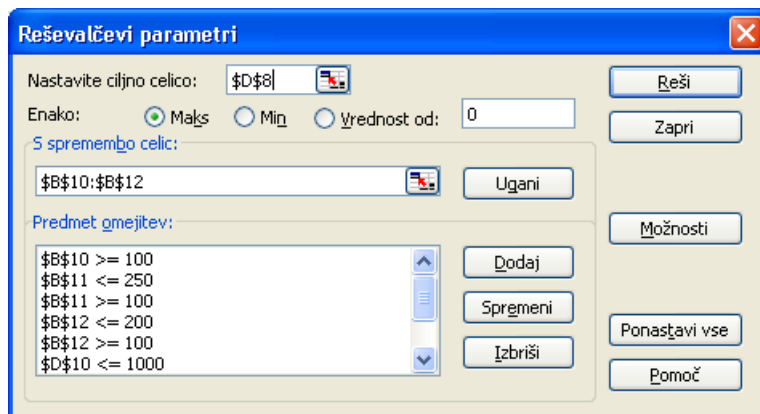 Reševalčevi parametri
Nastavite ciljno celico: $D$8 Reši
Enako: Maks Min Vrednost od: 0 Zapri
S spremembo celic:
$B$10:$B$12 Ugani
Predmet omejitev: Možnosti
$B$10 >= 100 Dodaj
$B$11 <= 250
$B$11 >= 100 Spremeni
$B$12 <= 200 Ponastavi vse
$B$12 >= 100 Izbriši
$D$10 <= 1000 Pomoč